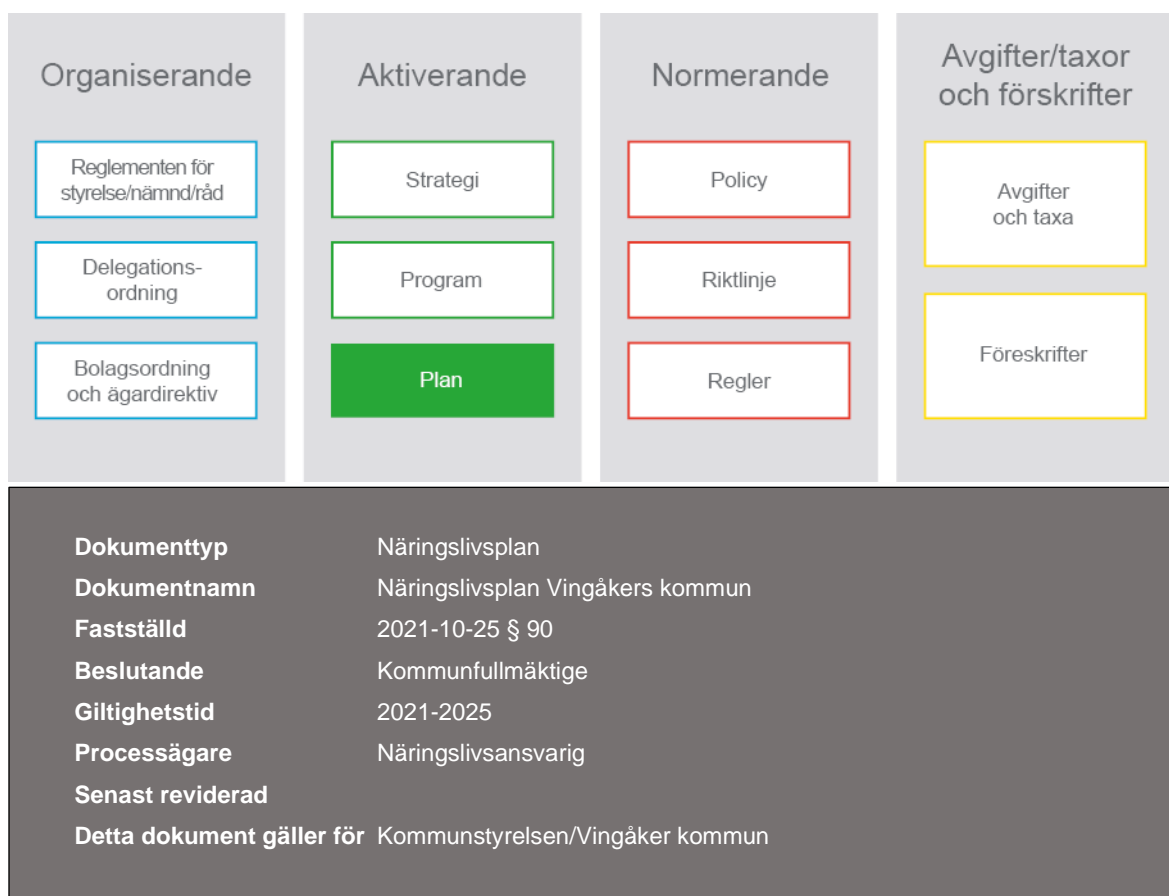 Organiserande
Reglementen för
styrelse/nämnd/råd
Delegations-
ordning
Bolagsordning
och ägardirektiv
Aktiverande
Strategi
Program
Plan
Normerande
Policy
Riktlinje
Regler
Avgifter/taxor
och förskrifter
Avgifter
och taxa
Föreskrifter
Dokumenttyp Näringslivsplan
Dokumentnamn Näringslivsplan Vingåkers kommun
Fastställd 2021-10-25 § 90
Beslutande Kommunfullmäktige
Giltighetstid 2021-2025
Processägare Näringslivsansvarig
Senast reviderad
Detta dokument gäller för Kommunstyrelsen/Vingåker kommun